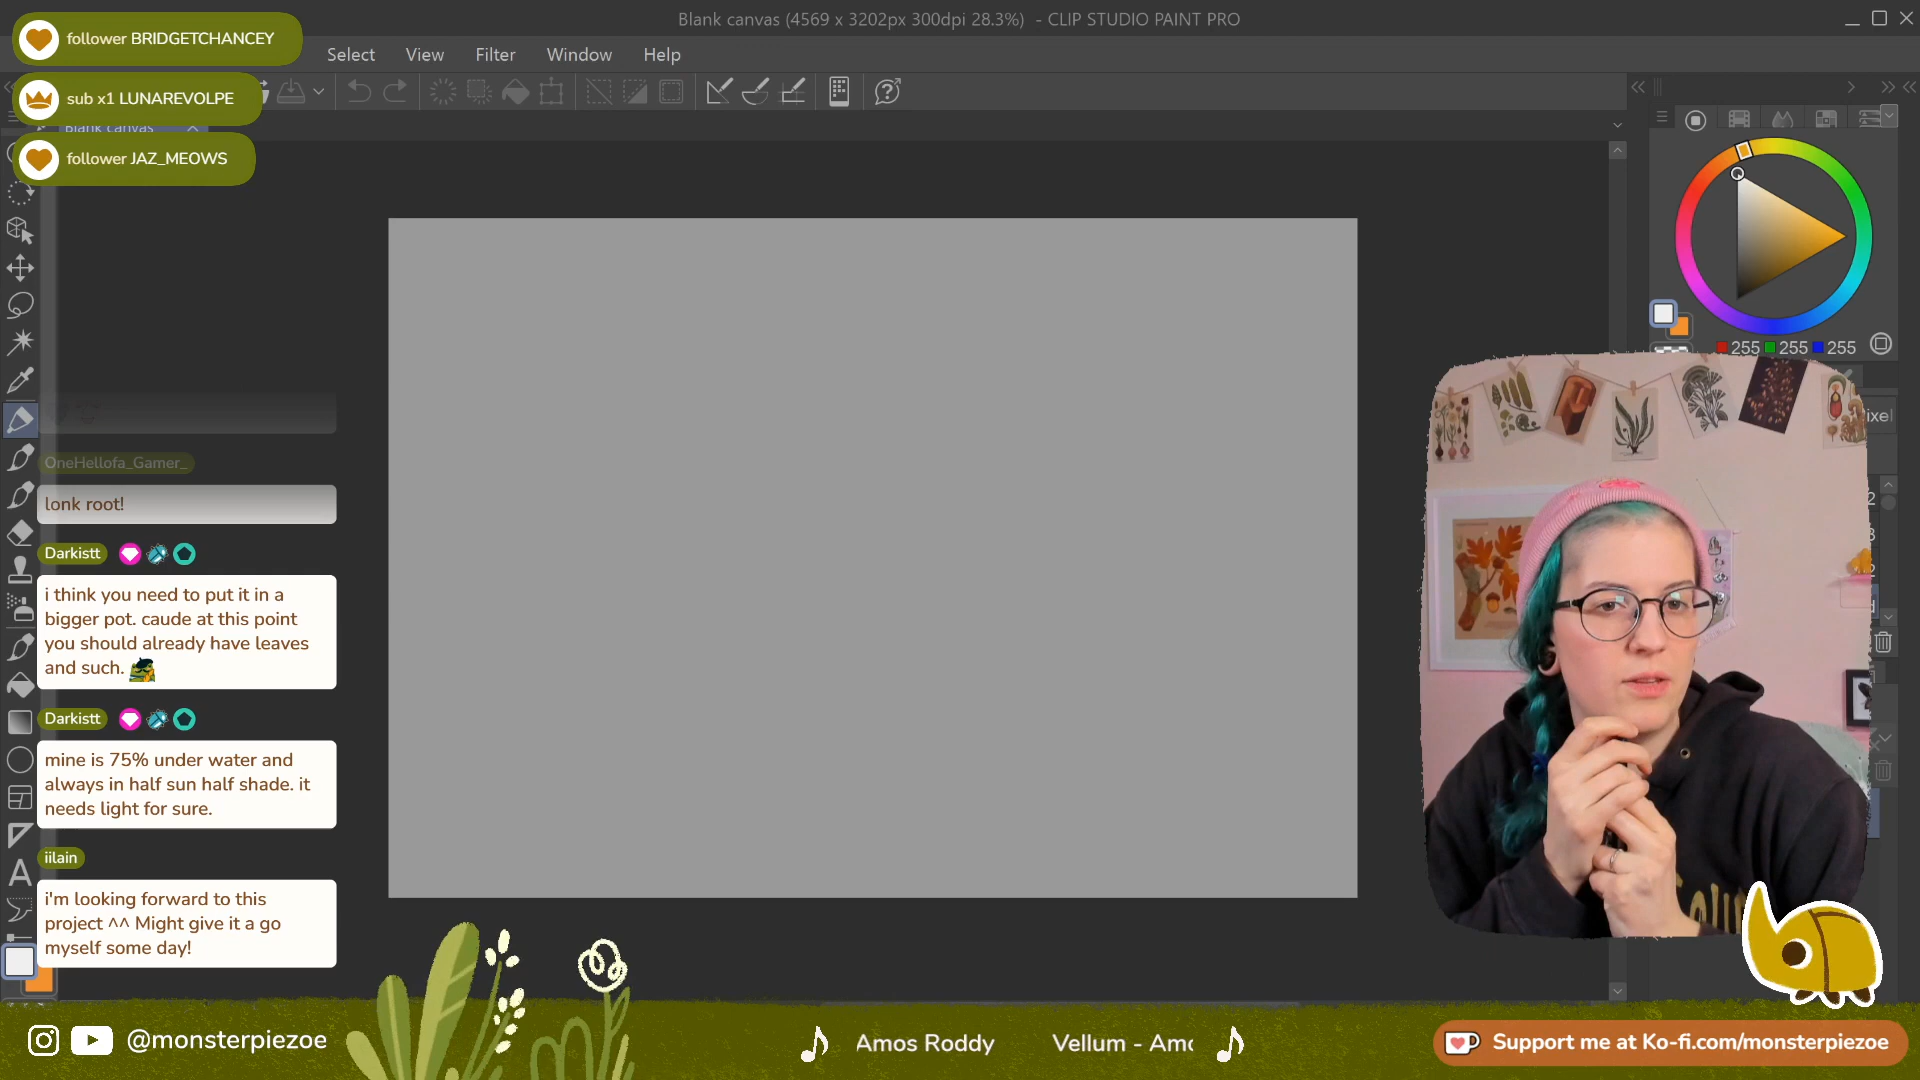 Blank canvas (4569 x 3202px 300dpi 28.3%) - CLIP STUDIO PAINT PRO
follower BRIDGETCHANCEY
Select View Filter Window Help
sub x1 LUNAREVOLPE
Blank canvas
follower JAZ_MEOWS
255 255 255
OneHellofa_Gamer_
lonk root!
Darkistt
i think you need to put it in a
bigger pot. caude at this point
you should already have leaves
and such.
Darkistt
mine is 75% under water and
always in half sun half shade. it
needs light for sure.
iilain
i'm looking forward to this
project ^^ Might give it a go
myself some day!
@monsterpiezoe
Amos Roddy Vellum - Amo
Support me at Ko-fi.com/monsterpiezoe